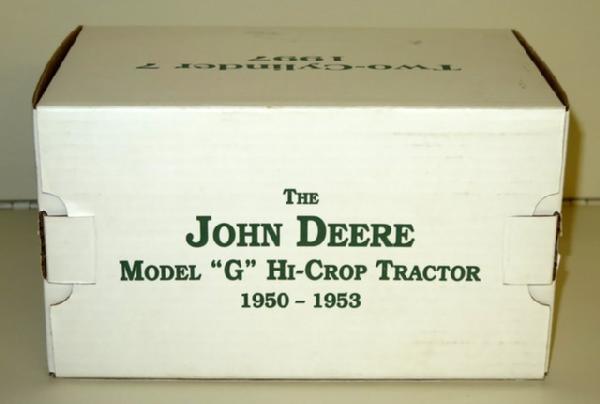 Two-Cylinder 7
1997
THE
JOHN DEERE
MODEL “G” HI-CROP TRACTOR
1950 – 1953